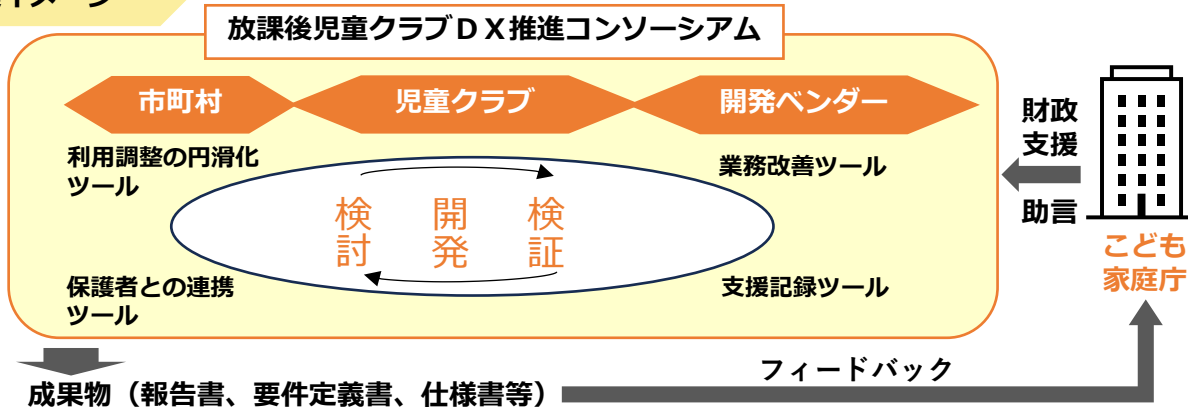 イメージ
放課後児童クラブＤＸ推進コンソーシアム
市町村
児童クラブ
開発ベンダー
利用調整の円滑化
ツール
業務改善ツール
検討
開発
検証
保護者との連携
ツール
支援記録ツール
財政
支援
助言
こども
家庭庁
フィードバック
成果物（報告書、要件定義書、仕様書等）